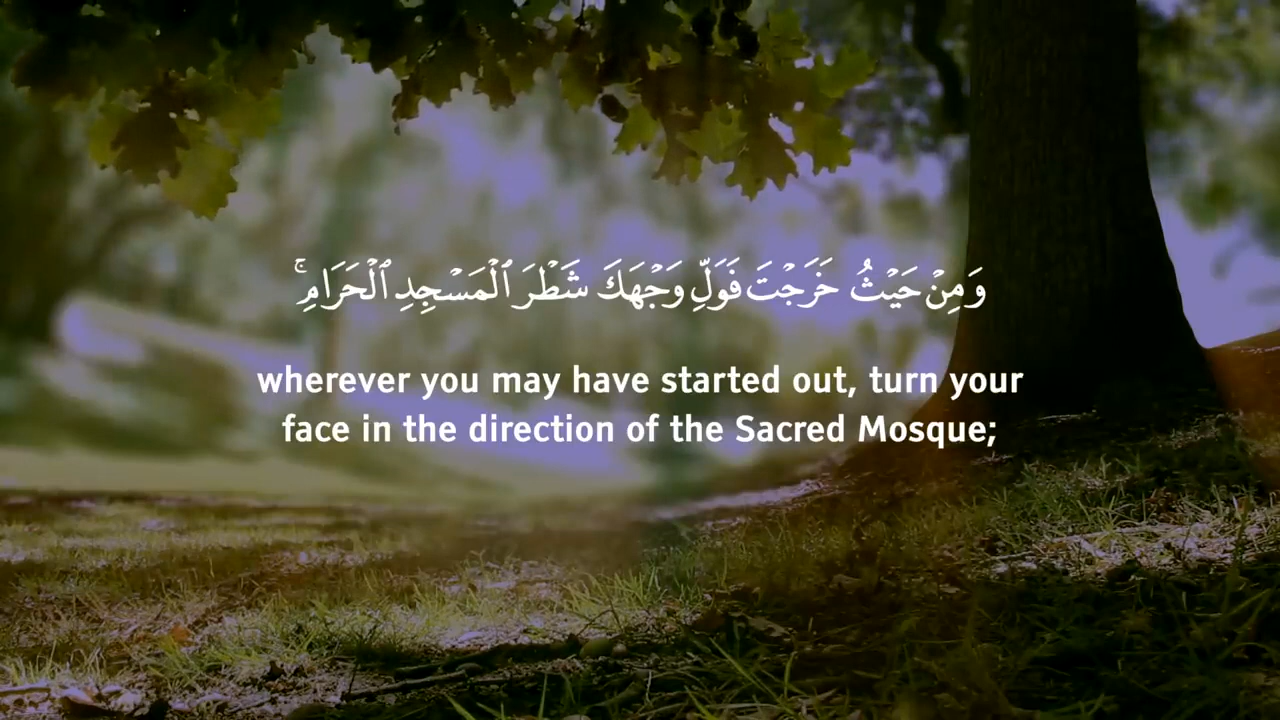 وَمِنْ حَيْثُ خَرَجْتَ فَوَلِّ وَجْهَكَ شَطْرَ ٱلْمَسْجِدِ ٱلْحَرَامِ ۚ
wherever you may have started out, turn your
face in the direction of the Sacred Mosque;